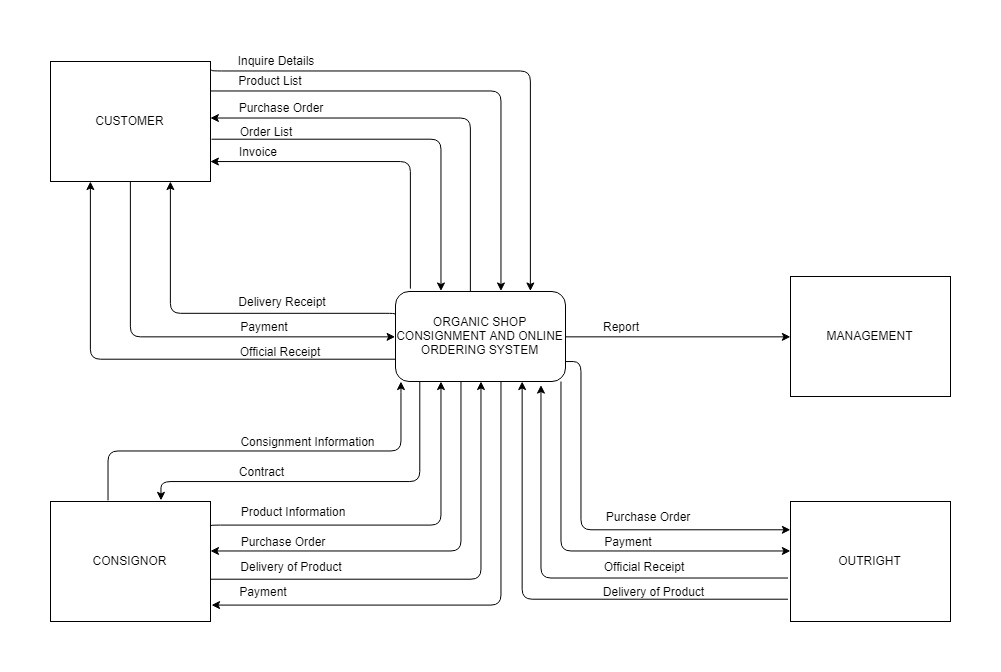 Inquire Details
Product List
Purchase Order
Order List
Invoice
CUSTOMER
Delivery Receipt
Payment
Official Receipt
ORGANIC SHOP
CONSIGNMENT AND ONLINE
ORDERING SYSTEM
Report
MANAGEMENT
Consignment Information
Contract
Product Information
Purchase Order
Delivery of Product
Payment
CONSIGNOR
Purchase Order
Payment
Official Receipt
Delivery of Product
OUTRIGHT